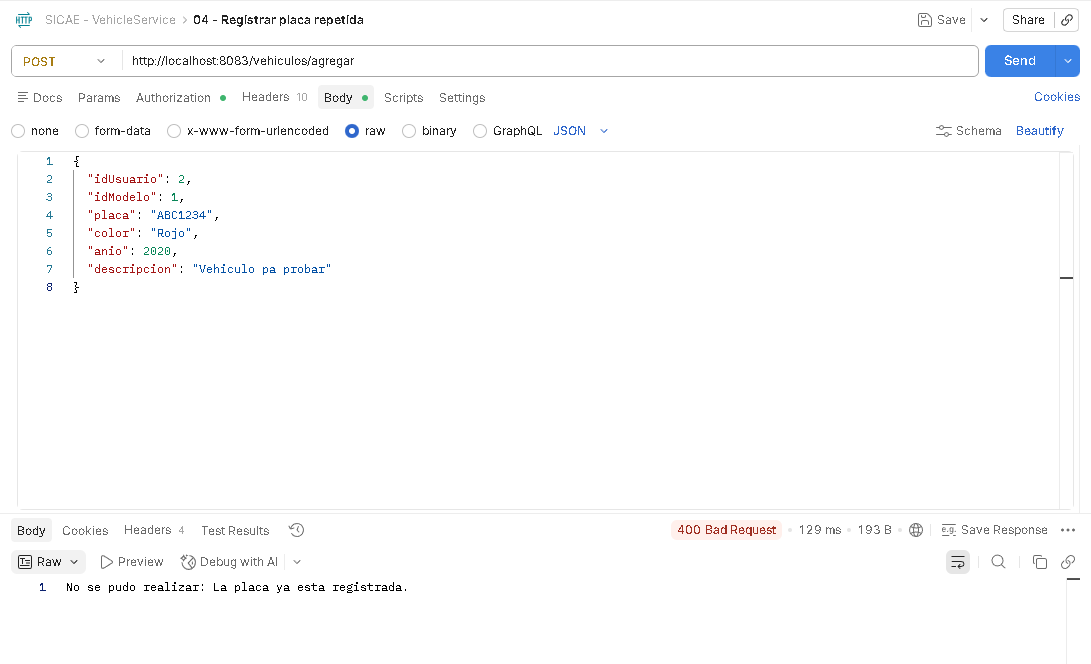 HTTP SICAE - VehicleService > 04 - Registrar placa repetida Save Share
POST http://localhost:8083/vehiculos/agregar Send
Docs Params Authorization Headers 10 Body Scripts Settings Cookies
none form-data x-www-form-urlencoded raw binary GraphQL JSON Schema Beautify
1 {
2 "idUsuario": 2,
3 "idModelo": 1,
4 "placa": "ABC1234",
5 "color": "Rojo",
6 "anio": 2020,
7 "descripcion": "Vehiculo pa probar"
8 }
Body Cookies Headers 4 Test Results 400 Bad Request • 129 ms • 193 B • e.g. Save Response
Raw Preview Debug with AI
1 No se pudo realizar: La placa ya esta registrada.